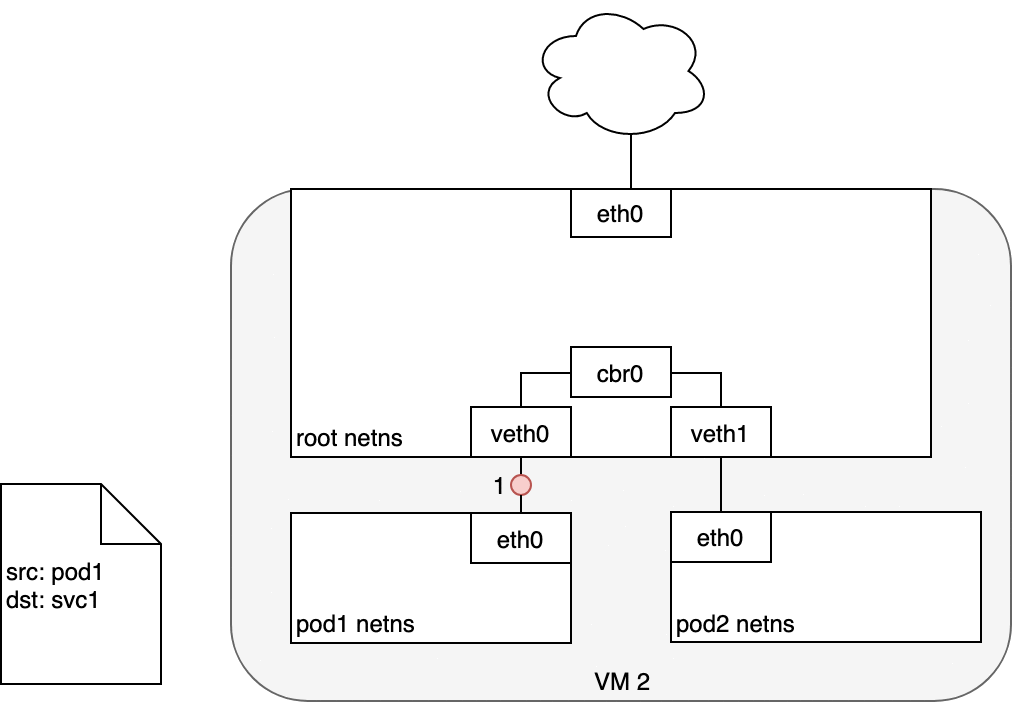 eth0
cbr0
veth0
veth1
root netns
1
eth0
eth0
src: pod1
dst: svc1
pod1 netns
pod2 netns
VM 2